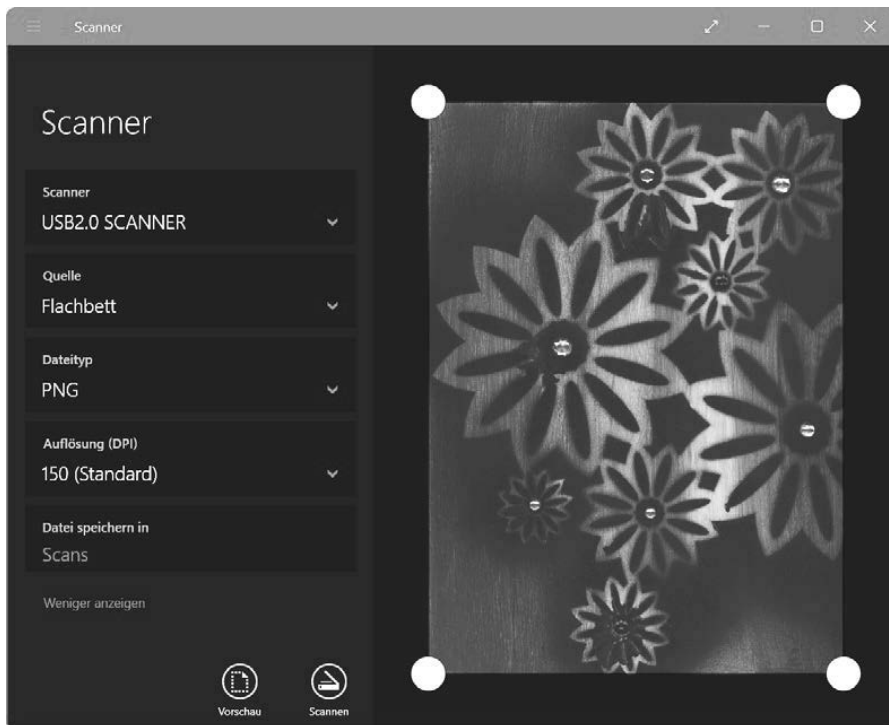 Scanner
Scanner
Scanner
USB2.0 SCANNER
Quelle
Flachbett
Dateityp
PNG
Auflösung (DPI)
150 (Standard)
Datei speichern in
Scans
Weniger anzeigen
Vorschau
Scannen